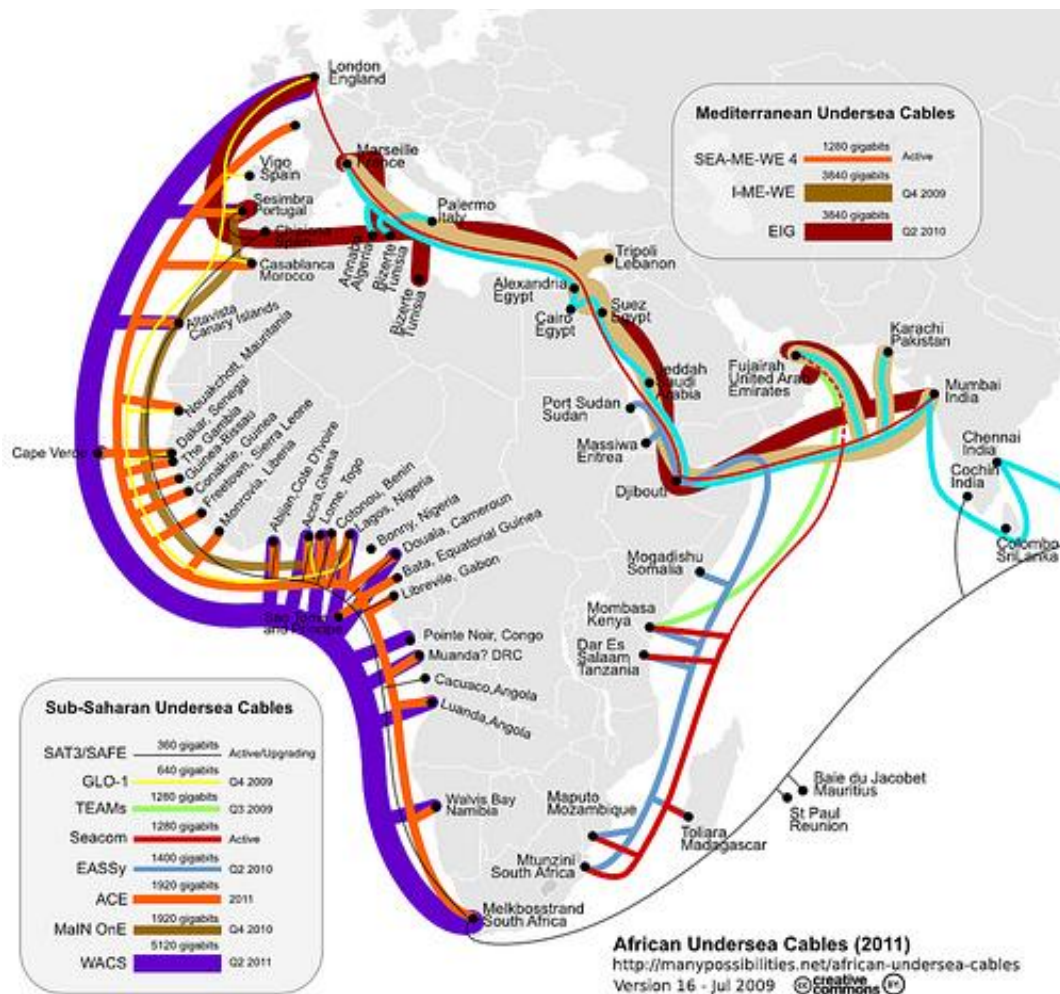 London
England
Vigo
Spain
Sesimbra
Portugal
Casablanca
Morocco
Altavista
Canary Islands
Marseille
France
Palermo
Italy
Annaba
Algeria
Bizerte
Tunisia
Bizerte
Tunisia
Tripoli
Lebanon
Alexandria
Egypt
Cairo
Egypt
Suez
Egypt
Jeddah
Saudi
Arabia
Port Sudan
Sudan
Massiwa
Eritrea
Djibouti
Fujairah
United Arab
Emirates
Karachi
Pakistan
Mumbai
India
Chennai
India
Cochin
India
Colombo
SriLanka
Mediterranean Undersea Cables
1280 gigabits
SEA-ME-WE 4 Active
3840 gigabits
I-ME-WE Q4 2009
3840 gigabits
EIG Q2 2010
Nouakchott, Mauritania
Dakar, Senegal
Cape Verde
The Gambia
Guinea-Bissau
Conakrie, Guinea
Freetown, Sierra Leone
Monrovia, Liberia
Abijan, Cote D'Ivoire
Accra, Ghana
Lome, Togo
Cotonou, Benin
Lagos, Nigeria
Bonny, Nigeria
Douala, Cameroun
Bata, Equatorial Guinea
Libreville, Gabon
Sao Tome
and Principe
Pointe Noir, Congo
Muanda? DRC
Cacuaco,Angola
Luanda,Angola
Walvis Bay
Namibia
Melkbosstrand
South Africa
Mogadishu
Somalia
Mombasa
Kenya
Dar Es
Salaam
Tanzania
Maputo
Mozambique
Mtunzini
South Africa
Toliara
Madagascar
Baie du Jacobet
Mauritius
St Paul
Reunion
Sub-Saharan Undersea Cables
360 gigabits
SAT3/SAFE Active/Upgrading
640 gigabits
GLO-1 Q4 2009
1280 gigabits
TEAMs Q3 2009
1280 gigabits
Seacom Active
1400 gigabits
EASSy Q2 2010
1920 gigabits
ACE 2011
1920 gigabits
MaIN OnE Q4 2010
5120 gigabits
WACS Q2 2011
African Undersea Cables (2011)
http://manypossibilities.net/african-undersea-cables
Version 16 - Jul 2009 cc creative commons BY